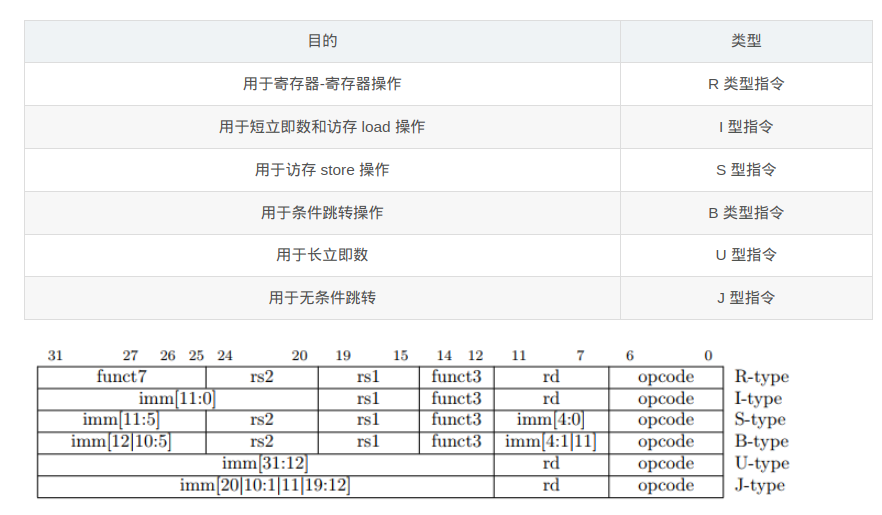 目的 类型
用于寄存器-寄存器操作 R 类型指令
用于短立即数和访存 load 操作 I 型指令
用于访存 store 操作 S 型指令
用于条件跳转操作 B 类型指令
用于长立即数 U 型指令
用于无条件跳转 J 型指令
31 27 26 25 24 20 19 15 14 12 11 7 6 0
funct7 rs2 rs1 funct3 rd opcode R-type
imm[11:0] rs1 funct3 rd opcode I-type
imm[11:5] rs2 rs1 funct3 imm[4:0] opcode S-type
imm[12|10:5] rs2 rs1 funct3 imm[4:1|11] opcode B-type
imm[31:12] rd opcode U-type
imm[20|10:1|11|19:12] rd opcode J-type